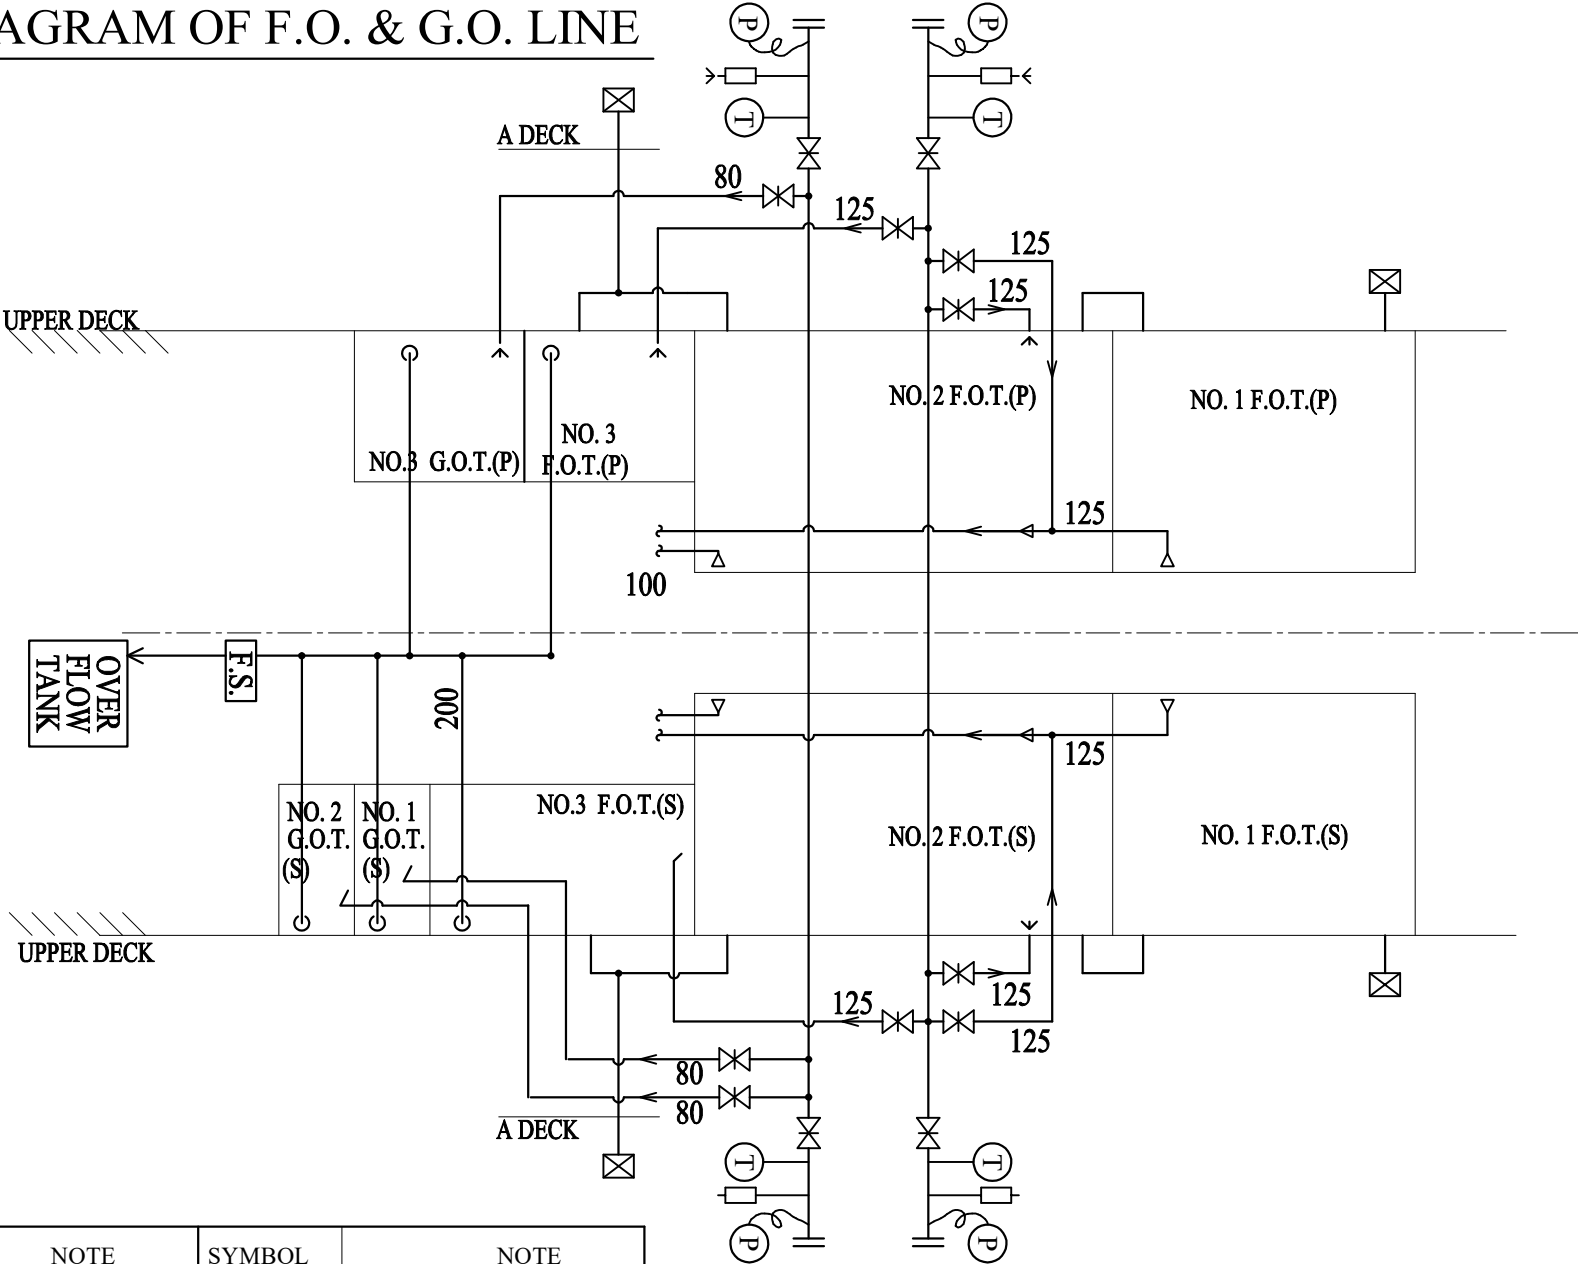 AGRAM OF F.O. & G.O. LINE
P
P
T
T
A DECK
80
125
125
125
UPPER DECK
NO. 2 F.O.T.(P)
NO. 1 F.O.T.(P)
NO. 3
F.O.T.(P)
NO.3 G.O.T.(P)
125
100
OVER
FLOW
TANK
F.S.
200
125
NO. 2
G.O.T.
(S)
NO. 1
G.O.T.
(S)
NO.3 F.O.T.(S)
NO. 2 F.O.T.(S)
NO. 1 F.O.T.(S)
UPPER DECK
125
125
125
80
80
A DECK
T
T
P
P
NOTE
SYMBOL
NOTE